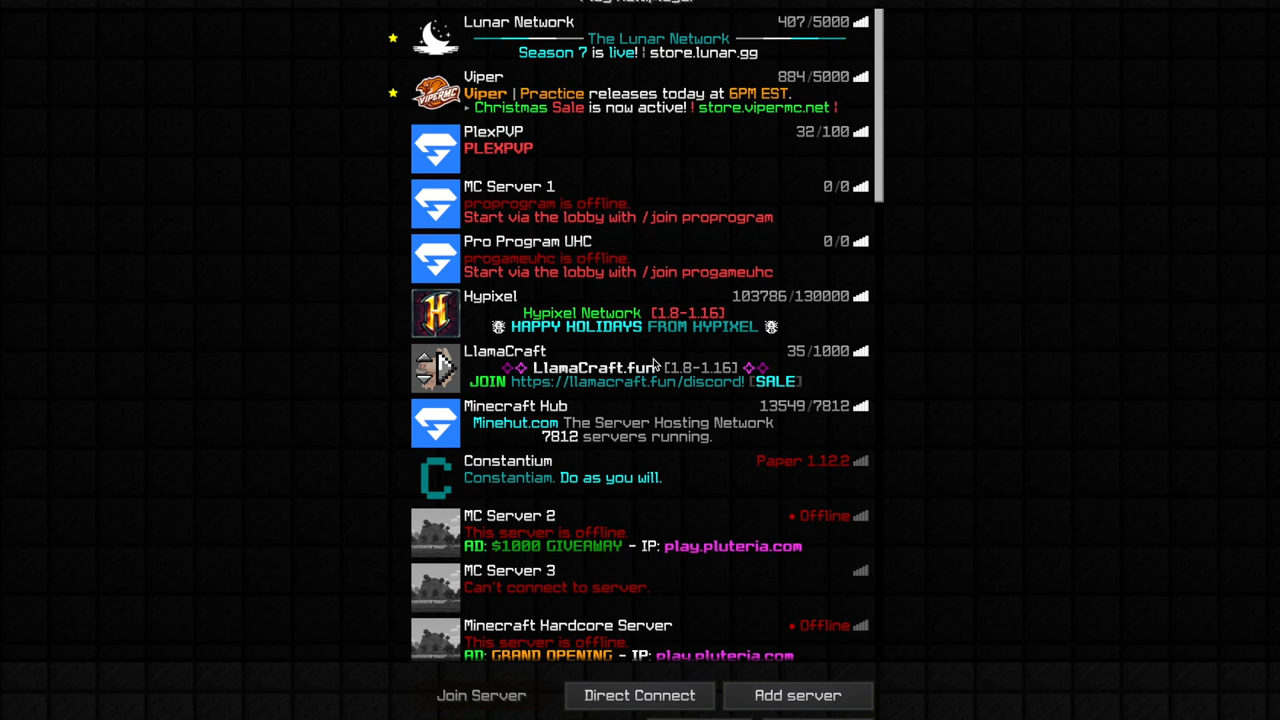 Lunar Network 407/5000
The Lunar Network
Season 7 is live! | store.lunar.gg
Viper 884/5000
VIPERMC
Viper | Practice releases today at 6PM EST.
▸ Christmas Sale is now active! ! store.vipermc.net !
PlexPVP 32/100
PLEXPVP
MC Server 1 0/0
proprogram is offline.
Start via the lobby with /join proprogram
Pro Program UHC 0/0
progameuhc is offline.
Start via the lobby with /join progameuhc
Hypixel 103786/130000
Hypixel Network [1.8-1.16]
HAPPY HOLIDAYS FROM HYPIXEL
LlamaCraft 35/1000
LlamaCraft.fun [1.8-1.16]
JOIN https://llamacraft.fun/discord! [SALE]
Minecraft Hub 13549/7812
Minehut.com The Server Hosting Network
7812 servers running.
Constantium Paper 1.12.2
Constantiam. Do as you will.
MC Server 2 • Offline
This server is offline.
AD: $1000 GIVEAWAY - IP: play.pluteria.com
MC Server 3
Can't connect to server.
Minecraft Hardcore Server • Offline
This server is offline.
AD: GRAND OPENING - IP: play.pluteria.com
Join Server Direct Connect Add server